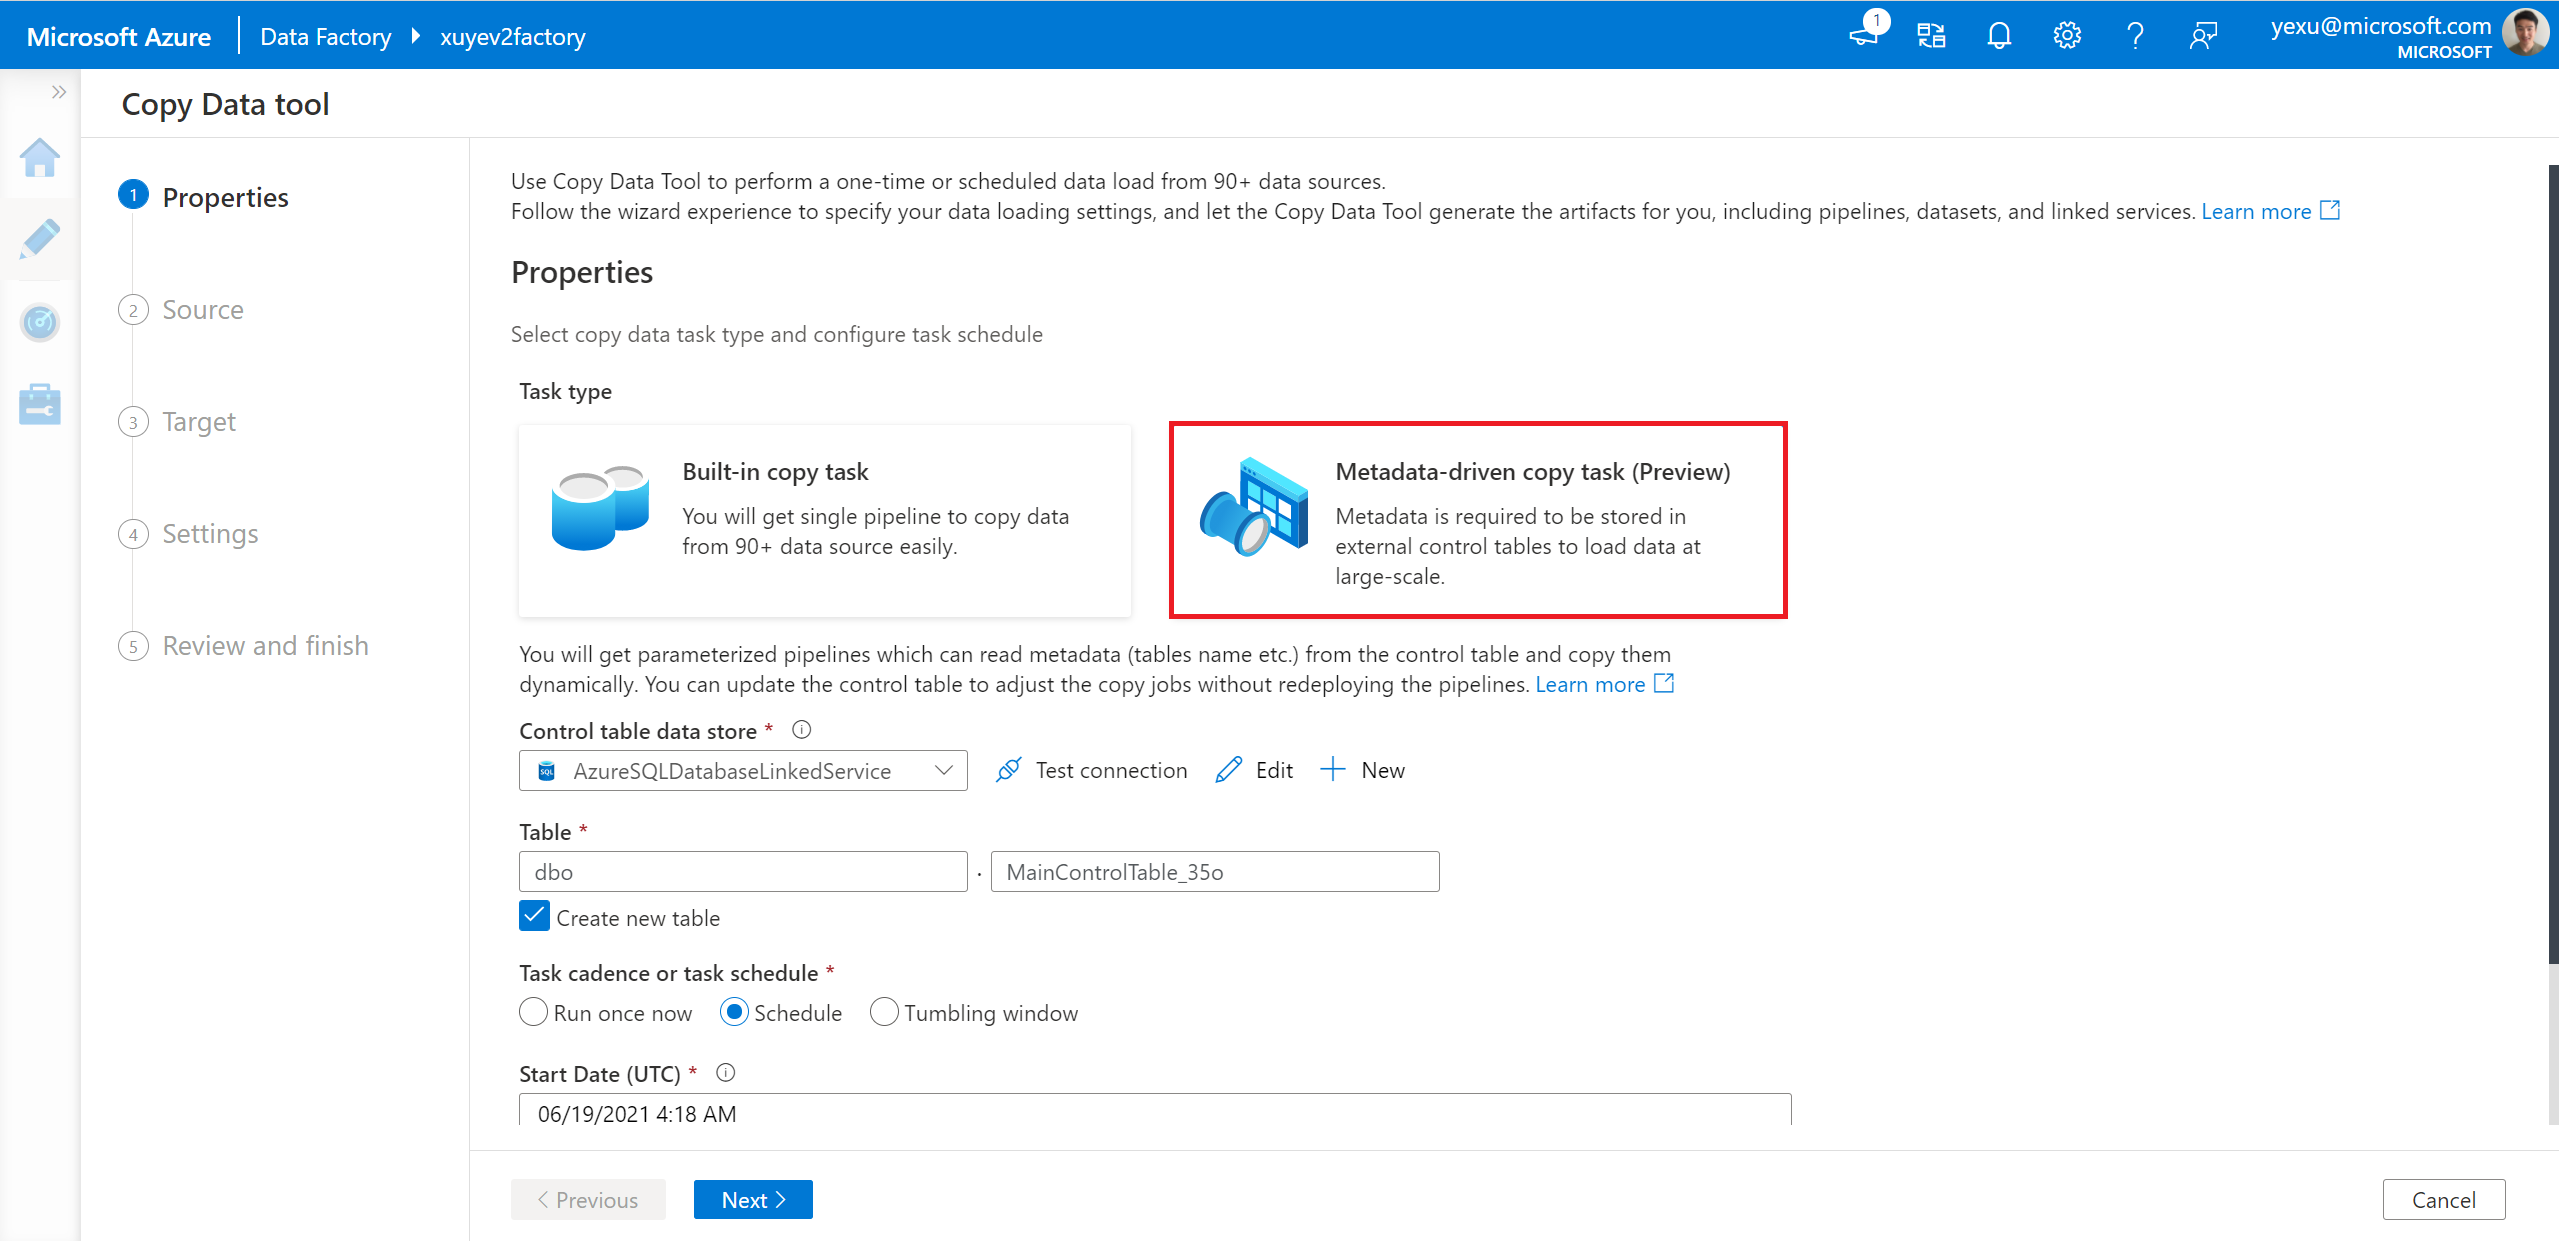 Microsoft Azure
Data Factory
xuyev2factory
1
yexu@microsoft.com
MICROSOFT
Copy Data tool
1 Properties
2 Source
3 Target
4 Settings
5 Review and finish
Use Copy Data Tool to perform a one-time or scheduled data load from 90+ data sources.
Follow the wizard experience to specify your data loading settings, and let the Copy Data Tool generate the artifacts for you, including pipelines, datasets, and linked services. Learn more
Properties
Select copy data task type and configure task schedule
Task type
Built-in copy task
You will get single pipeline to copy data
from 90+ data source easily.
Metadata-driven copy task (Preview)
Metadata is required to be stored in
external control tables to load data at
large-scale.
You will get parameterized pipelines which can read metadata (tables name etc.) from the control table and copy them
dynamically. You can update the control table to adjust the copy jobs without redeploying the pipelines. Learn more
Control table data store *
SQL AzureSQLDatabaseLinkedService
Test connection
Edit
New
Table *
dbo . MainControlTable_35o
Create new table
Task cadence or task schedule *
Run once now
Schedule
Tumbling window
Start Date (UTC) *
06/19/2021 4:18 AM
Previous
Next
Cancel